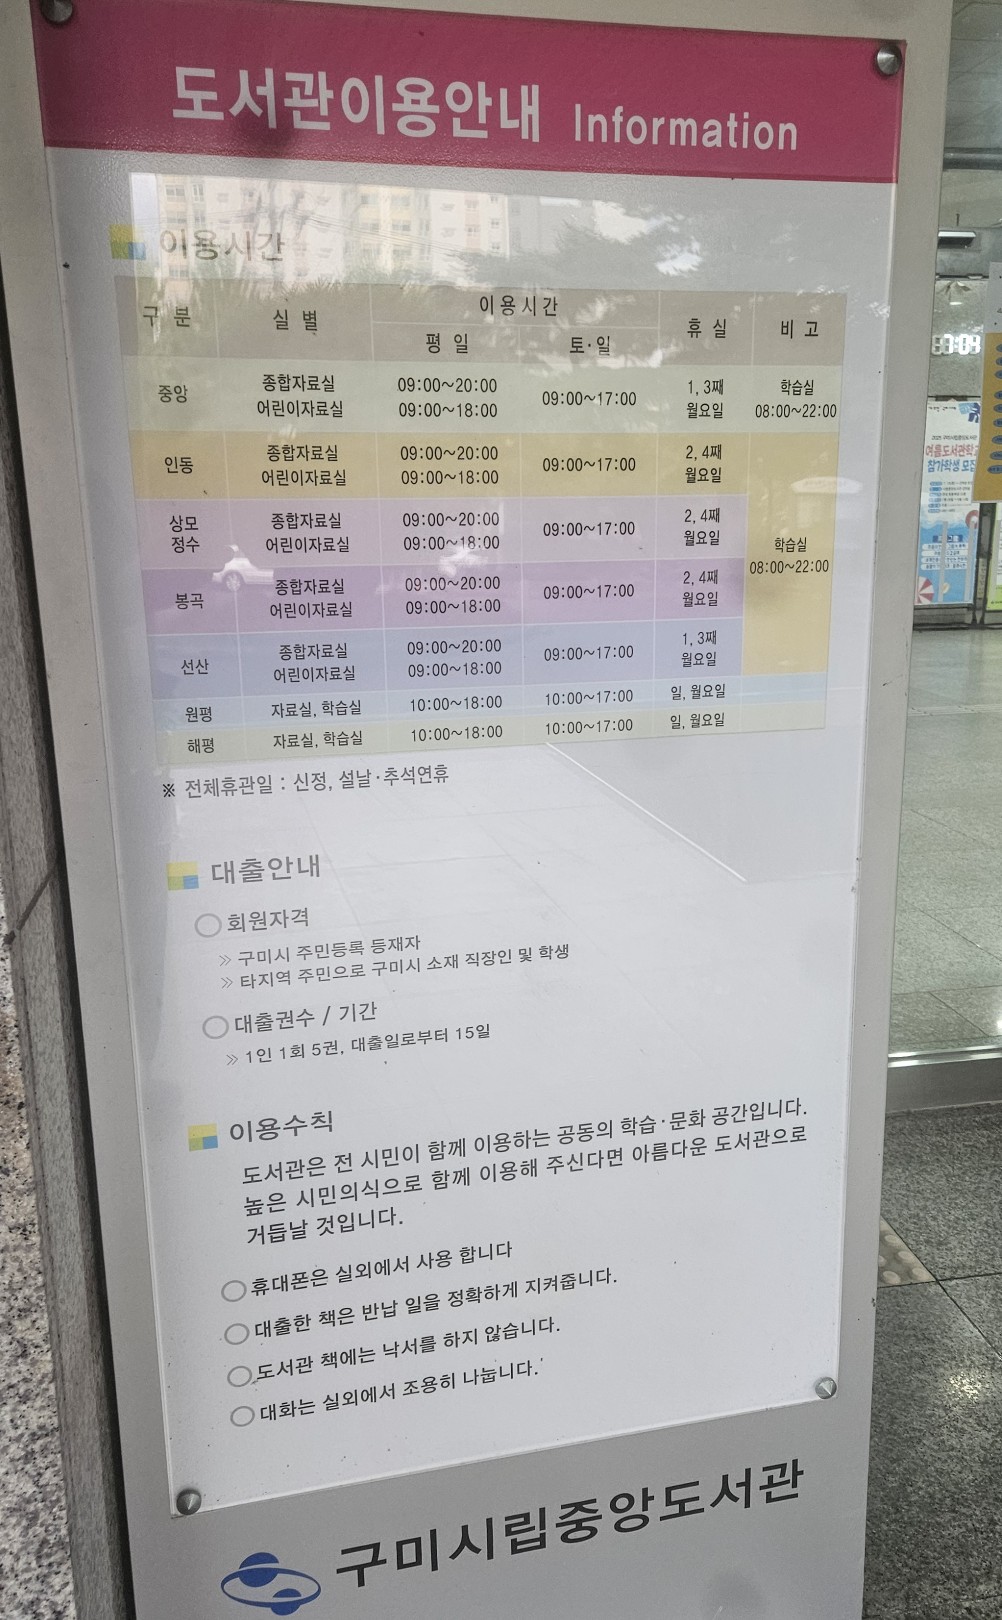 도서관이용안내 Information
이용시간
구 분 실 별 이용시간 휴 실 비 고
평 일 토·일
중앙 종합자료실 09:00~20:00 09:00~17:00 1, 3째 월요일 학습실 08:00~22:00
어린이자료실 09:00~18:00
인동 종합자료실 09:00~20:00 09:00~17:00 2, 4째 월요일
어린이자료실 09:00~18:00
상모 정수 종합자료실 09:00~20:00 09:00~17:00 2, 4째 월요일 학습실 08:00~22:00
어린이자료실 09:00~18:00
봉곡 종합자료실 09:00~20:00 09:00~17:00 2, 4째 월요일
어린이자료실 09:00~18:00
선산 종합자료실 09:00~20:00 09:00~17:00 1, 3째 월요일
어린이자료실 09:00~18:00
원평 자료실, 학습실 10:00~18:00 10:00~17:00 일, 월요일
해평 자료실, 학습실 10:00~18:00 10:00~17:00 일, 월요일
※ 전체휴관일 : 신정, 설날·추석연휴
대출안내
회원자격
» 구미시 주민등록 등재자
» 타지역 주민으로 구미시 소재 직장인 및 학생
대출권수 / 기간
» 1인 1회 5권, 대출일로부터 15일
이용수칙
도서관은 전 시민이 함께 이용하는 공동의 학습·문화 공간입니다.
높은 시민의식으로 함께 이용해 주신다면 아름다운 도서관으로
거듭날 것입니다.
휴대폰은 실외에서 사용 합니다
대출한 책은 반납 일을 정확하게 지켜줍니다.
도서관 책에는 낙서를 하지 않습니다.
대화는 실외에서 조용히 나눕니다.
구미시립중앙도서관
여름도서관학교
참가학생 모집